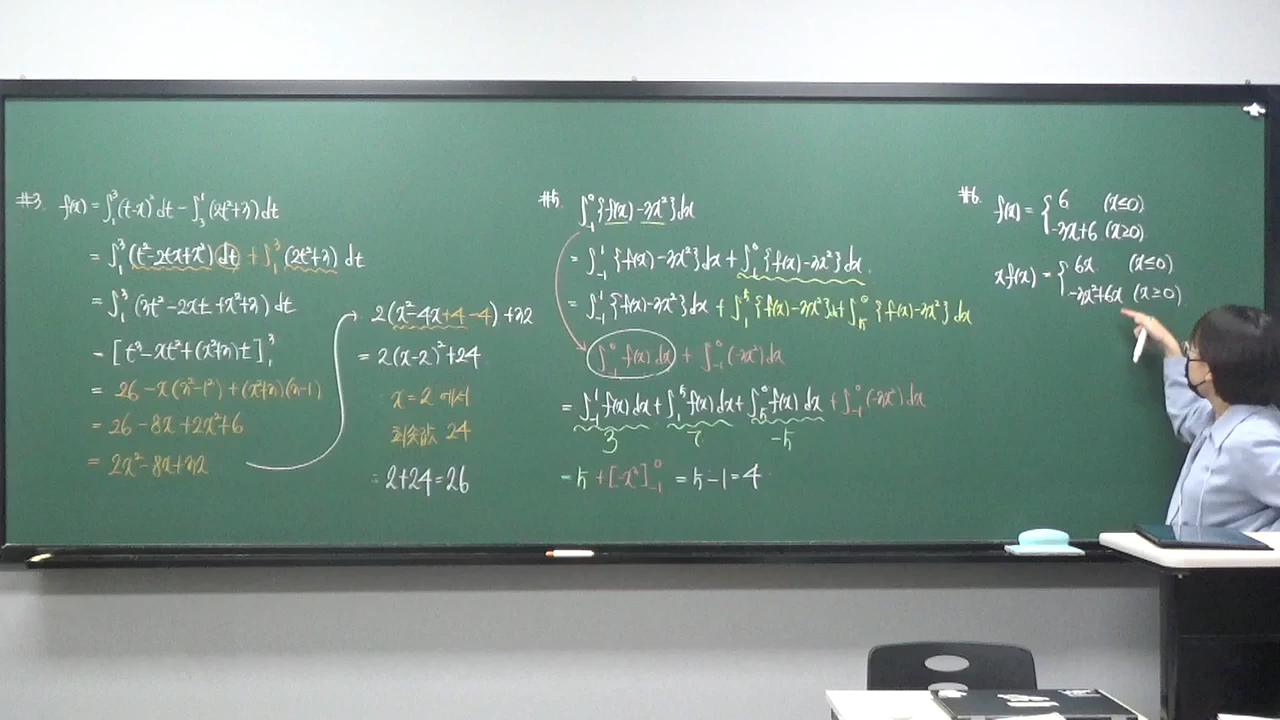 #3. f(x) = ∫₁³ (t-x)² dt - ∫₃¹ (2t²+3) dt
= ∫₁³ (t²-2tx+x²) dt + ∫₁³ (2t²+3) dt
= ∫₁³ (3t²-2xt+x²+3) dt
= [t³-xt²+(x²+3)t]₁³
= 26-x(3²-1²)+(x²+3)(3-1)
= 26-8x+2x²+6
= 2x²-8x+32
2(x²-4x+4-4)+32
= 2(x-2)²+24
x=2 에서
최솟값 24
∴ 2+24=26
#5. ∫₋₁⁰ {f(x)-3x²}dx
= ∫₋₁¹ {f(x)-3x²}dx + ∫₁⁰ {f(x)-3x²}dx
= ∫₋₁¹ {f(x)-3x²}dx + ∫₁⁵ {f(x)-3x²}dx + ∫₅⁰ {f(x)-3x²}dx
∫₋₁⁰ f(x)dx + ∫₋₁⁰ (-3x²)dx
= ∫₋₁¹ f(x)dx + ∫₁⁵ f(x)dx + ∫₅⁰ f(x)dx + ∫₋₁⁰ (-3x²)dx
3 7 -5
= 5 + [-x³]₋₁⁰ = 5-1=4
#6. f(x) = { 6 (x≤0)
-3x+6 (x≥0)
xf(x) = { 6x (x≤0)
-3x²+6x (x≥0)